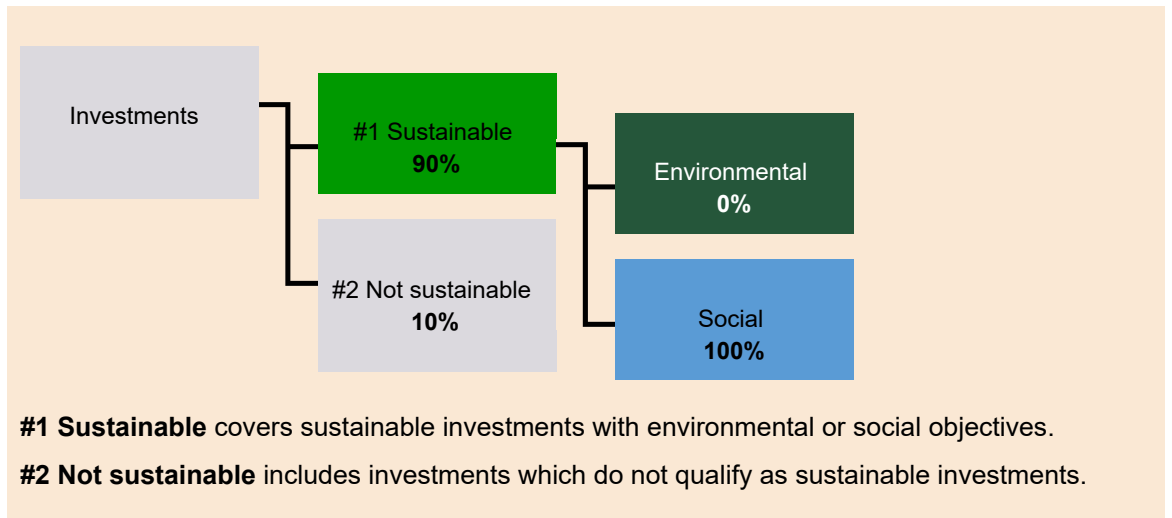 Investments
#1 Sustainable
90%
#2 Not sustainable
10%
Environmental
0%
Social
100%
#1 Sustainable covers sustainable investments with environmental or social objectives.
#2 Not sustainable includes investments which do not qualify as sustainable investments.